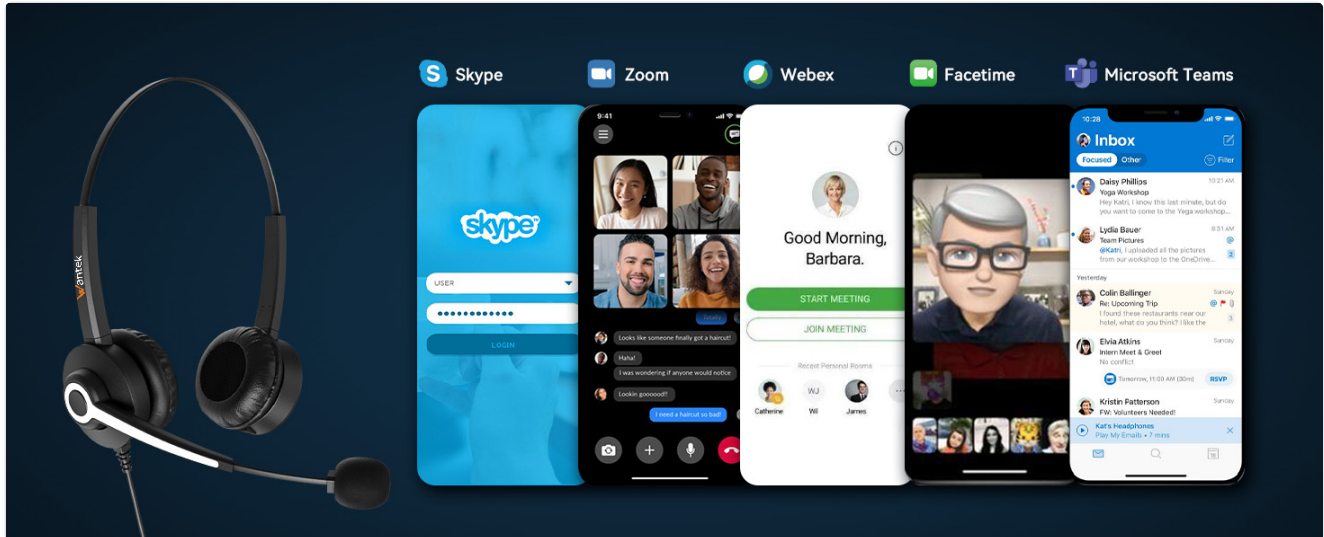 Skype
Zoom
Webex
Facetime
Microsoft Teams
Wantek
skype
USER
LOGIN
9:41
Totally
Looks like someone finally got a haircut!
Haha!
I was wondering if anyone would notice
Lookin goooood!!
I need a haircut so bad!
Good Morning,
Barbara.
START MEETING
JOIN MEETING
Recent Personal Rooms
WJ
Catherine
Wil
James
10:28
Inbox
Focused
Other
Filter
Daisy Phillips
10:21 AM
Yoga Workshop
Hey Katri, I know this last minute, but do
you want to come to the Yega workshop...
Lydia Bauer
8:31 AM
Team Pictures
@Katri, I uploaded all the pictures
from our workshop to the OneDrive...
2
Yesterday
Colin Ballinger
Sunday
Re: Upcoming Trip
I found these restaurants near our
hotel, what do you think? I like the
3
Elvia Atkins
Sunday
Intern Meet & Greet
No conflict
Tomorrow, 11:00 AM (30m)
RSVP
Kristin Patterson
Sunday
FW: Volunteers Needed!
Kat's Headphones
Play My Emails • 7 mins